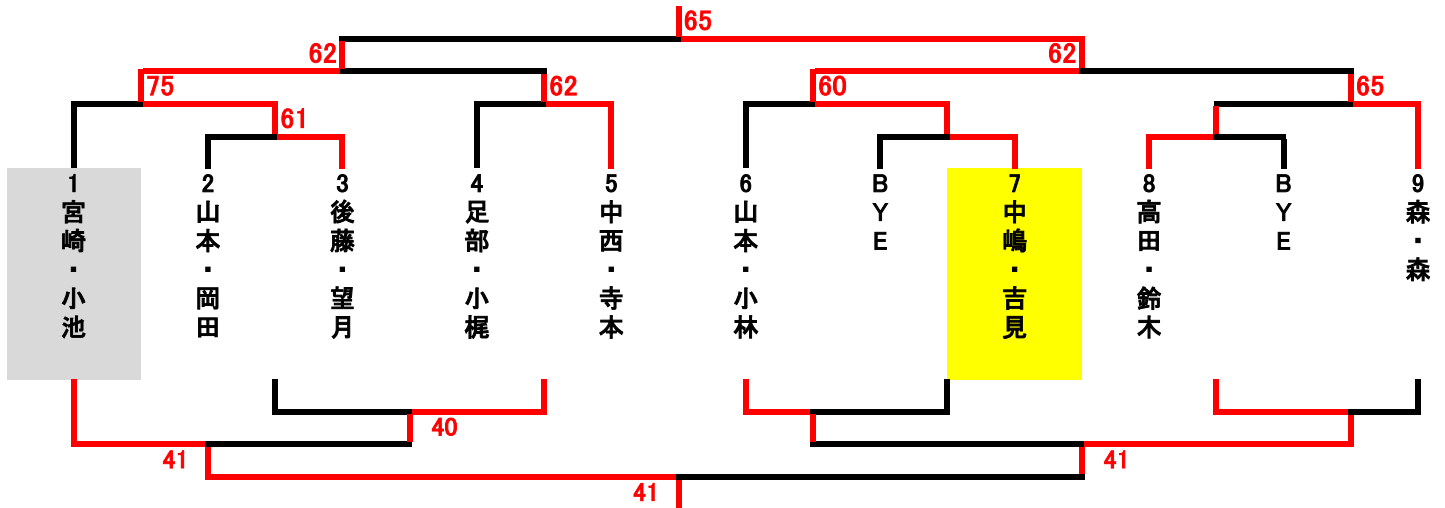 65
62
62
75
62
60
65
61
1 宮崎・小池
2 山本・岡田
3 後藤・望月
4 足部・小梶
5 中西・寺本
6 山本・小林
BYE
7 中嶋・吉見
8 高田・鈴木
BYE
9 森・森
40
41
41
41